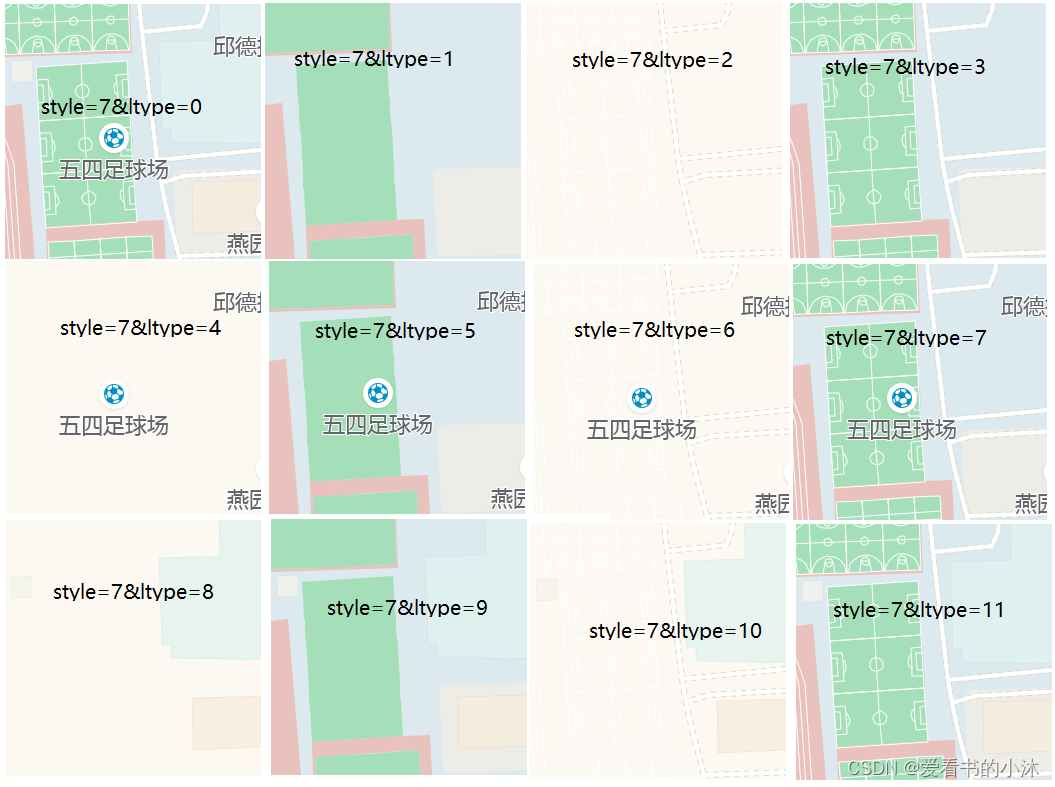 邱德
style=7&ltype=0
五四足球场
燕园
style=7&ltype=1
style=7&ltype=2
style=7&ltype=3
邱德
style=7&ltype=4
五四足球场
燕园
邱德
style=7&ltype=5
五四足球场
燕园
邱德
style=7&ltype=6
五四足球场
燕园
邱德
style=7&ltype=7
五四足球场
燕园
style=7&ltype=8
style=7&ltype=9
style=7&ltype=10
style=7&ltype=11
CSDN @爱看书的小沐